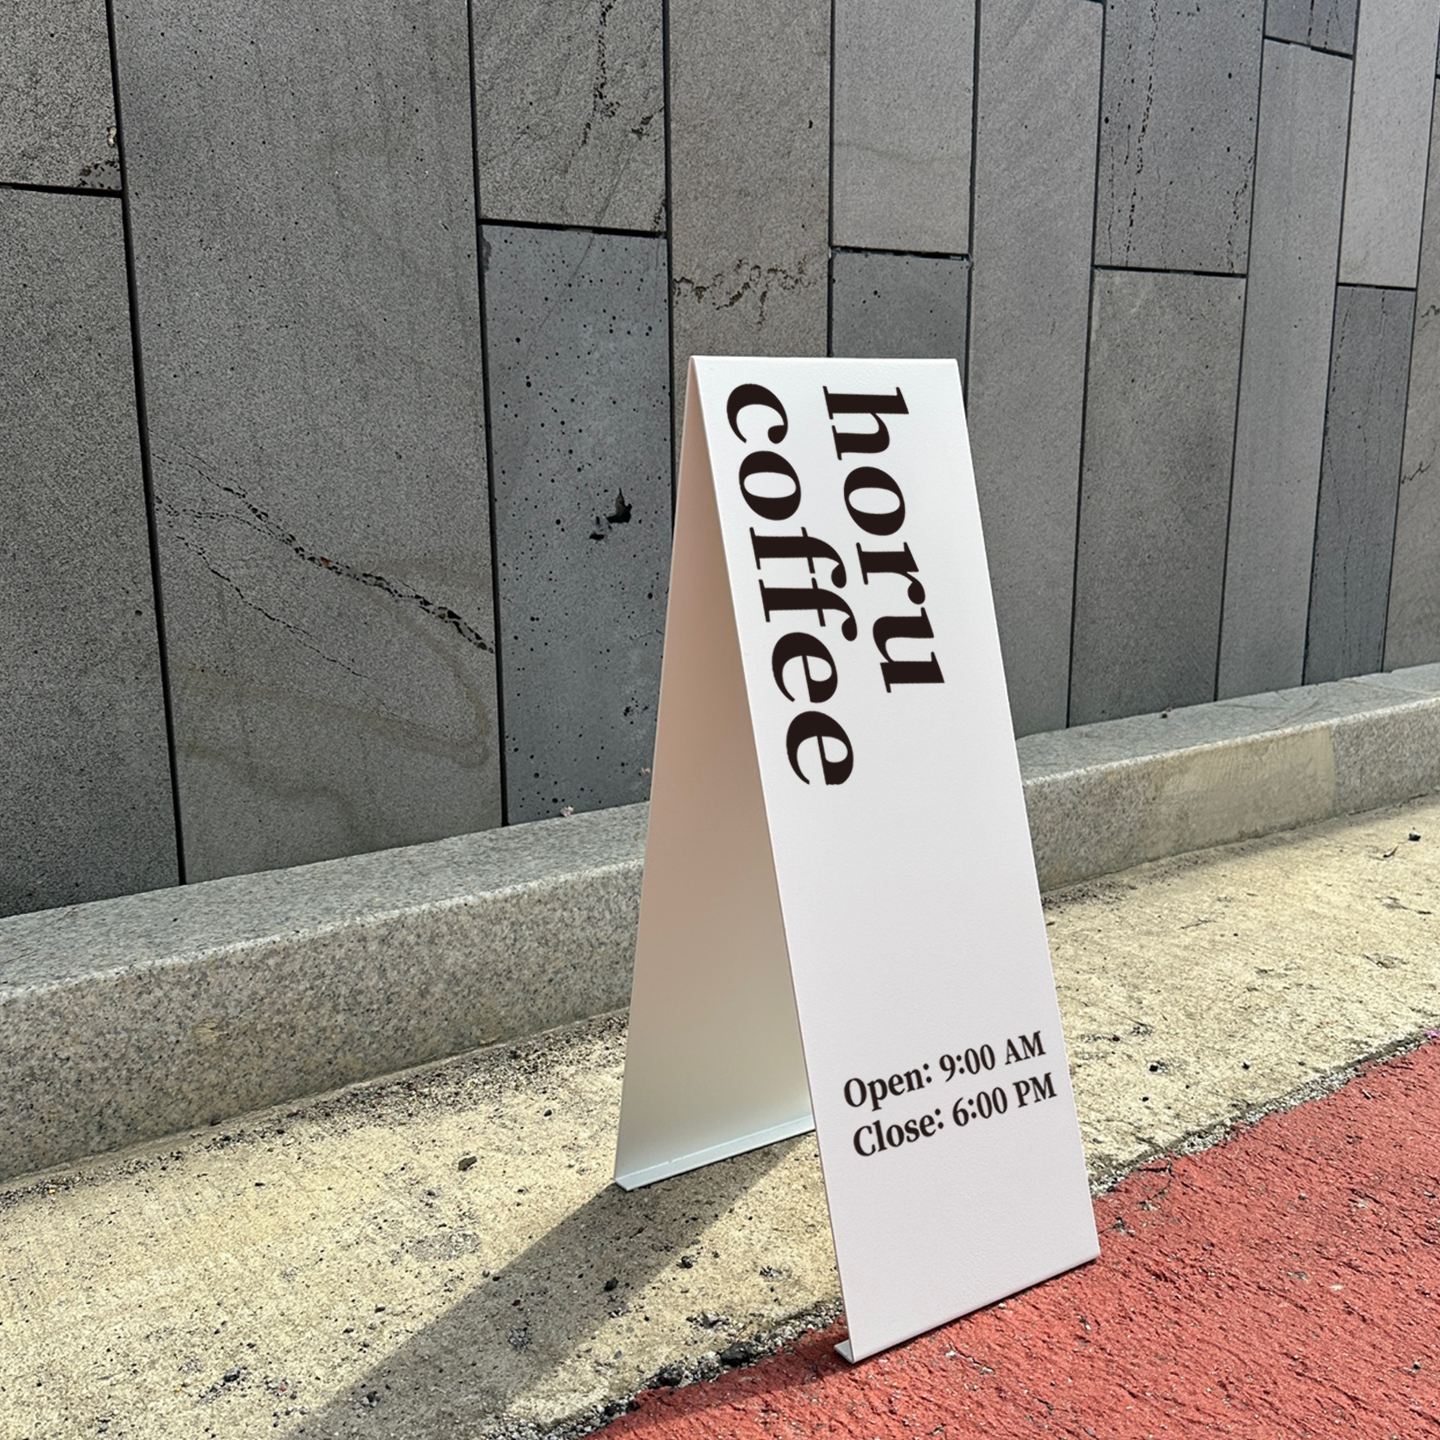 horu
coffee
Open: 9:00 AM
Close: 6:00 PM